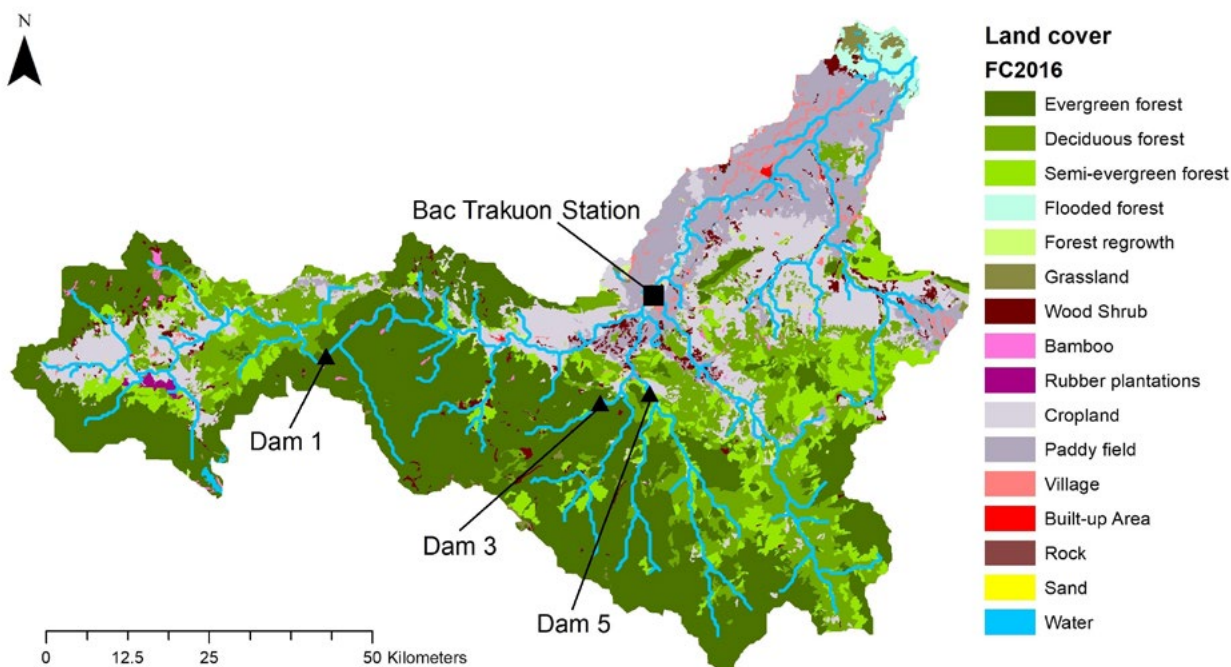 N
Land cover
FC2016
Evergreen forest
Deciduous forest
Semi-evergreen forest
Flooded forest
Forest regrowth
Grassland
Wood Shrub
Bamboo
Rubber plantations
Cropland
Paddy field
Village
Built-up Area
Rock
Sand
Water
Bac Trakuon Station
Dam 1
Dam 3
Dam 5
0 12.5 25 50 Kilometers